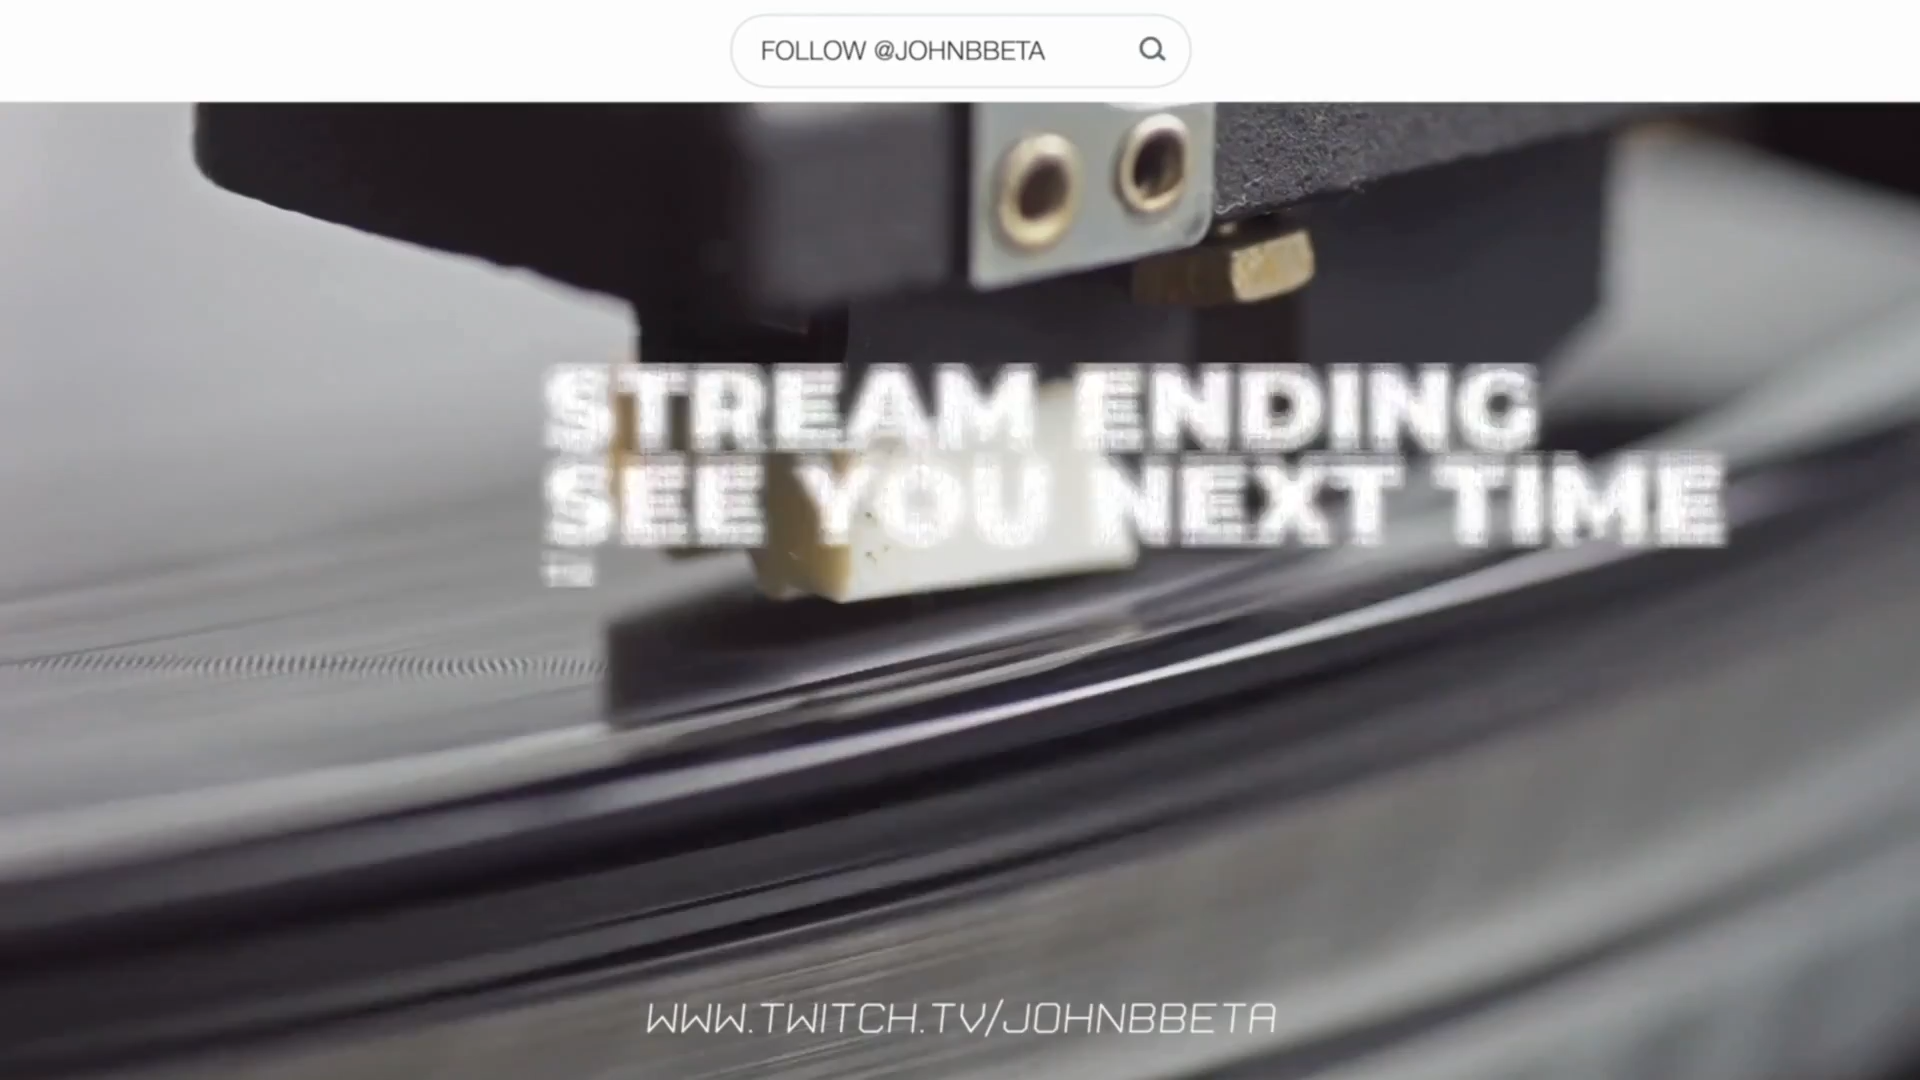 FOLLOW @JOHNBBETA
STREAM ENDING
SEE YOU NEXT TIME
WWW.TWITCH.TV/JOHNBBETA